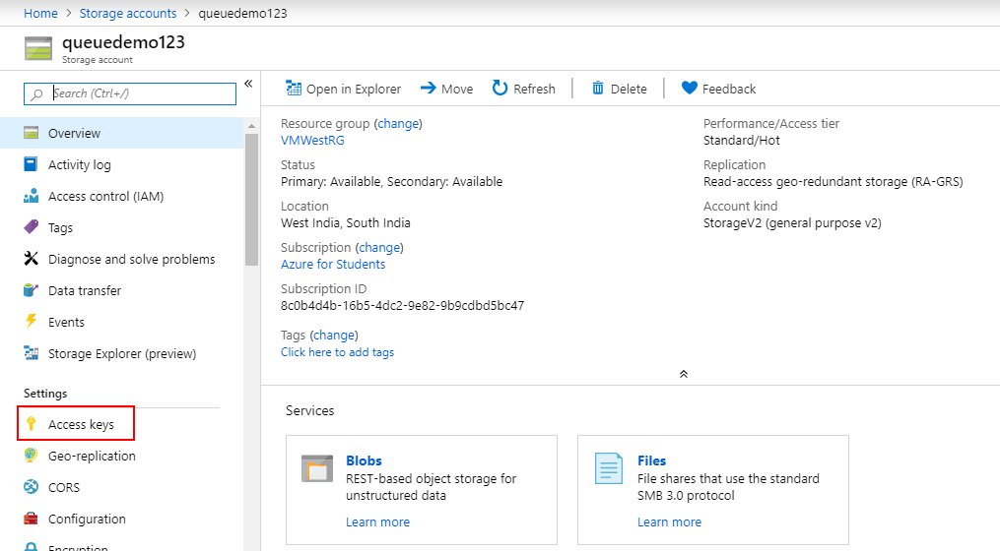 Home > Storage accounts > queuedemo123
queuedemo123
Storage account
Search (Ctrl+/)
«
Overview
Activity log
Access control (IAM)
Tags
Diagnose and solve problems
Data transfer
Events
Storage Explorer (preview)
Settings
Access keys
Geo-replication
CORS
Configuration
Encryption
Open in Explorer Move Refresh Delete Feedback
Resource group (change)
VMWestRG
Status
Primary: Available, Secondary: Available
Location
West India, South India
Subscription (change)
Azure for Students
Subscription ID
8c0b4d4b-16b5-4dc2-9e82-9b9cdbd5bc47
Tags (change)
Click here to add tags
Performance/Access tier
Standard/Hot
Replication
Read-access geo-redundant storage (RA-GRS)
Account kind
StorageV2 (general purpose v2)
Services
Blobs
REST-based object storage for
unstructured data
Learn more
Files
File shares that use the standard
SMB 3.0 protocol
Learn more